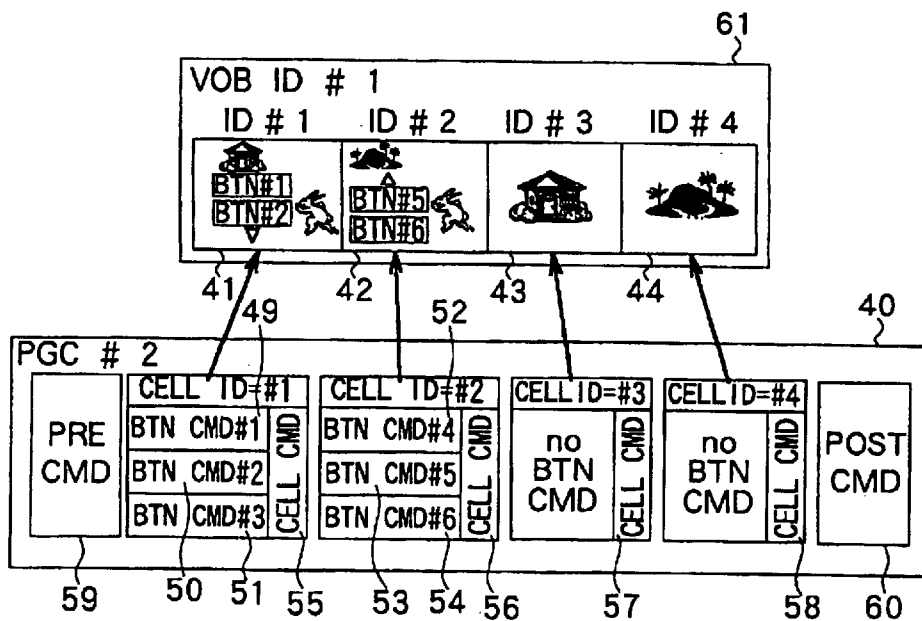 61
VOB ID # 1
ID # 1 ID # 2 ID # 3 ID # 4
BTN#1
BTN#2
BTN#5
BTN#6
41 42 43 44
49 52 40
PGC # 2
PRE
CMD
CELL ID=#1
BTN CMD#1
BTN CMD#2
BTN CMD#3
CELL CMD
CELL ID=#2
BTN CMD#4
BTN CMD#5
BTN CMD#6
CELL CMD
CELL ID=#3
no
BTN
CMD
CELL CMD
CELL ID=#4
no
BTN
CMD
CELL CMD
POST
CMD
59 50 51 55 53 54 56 57 58 60